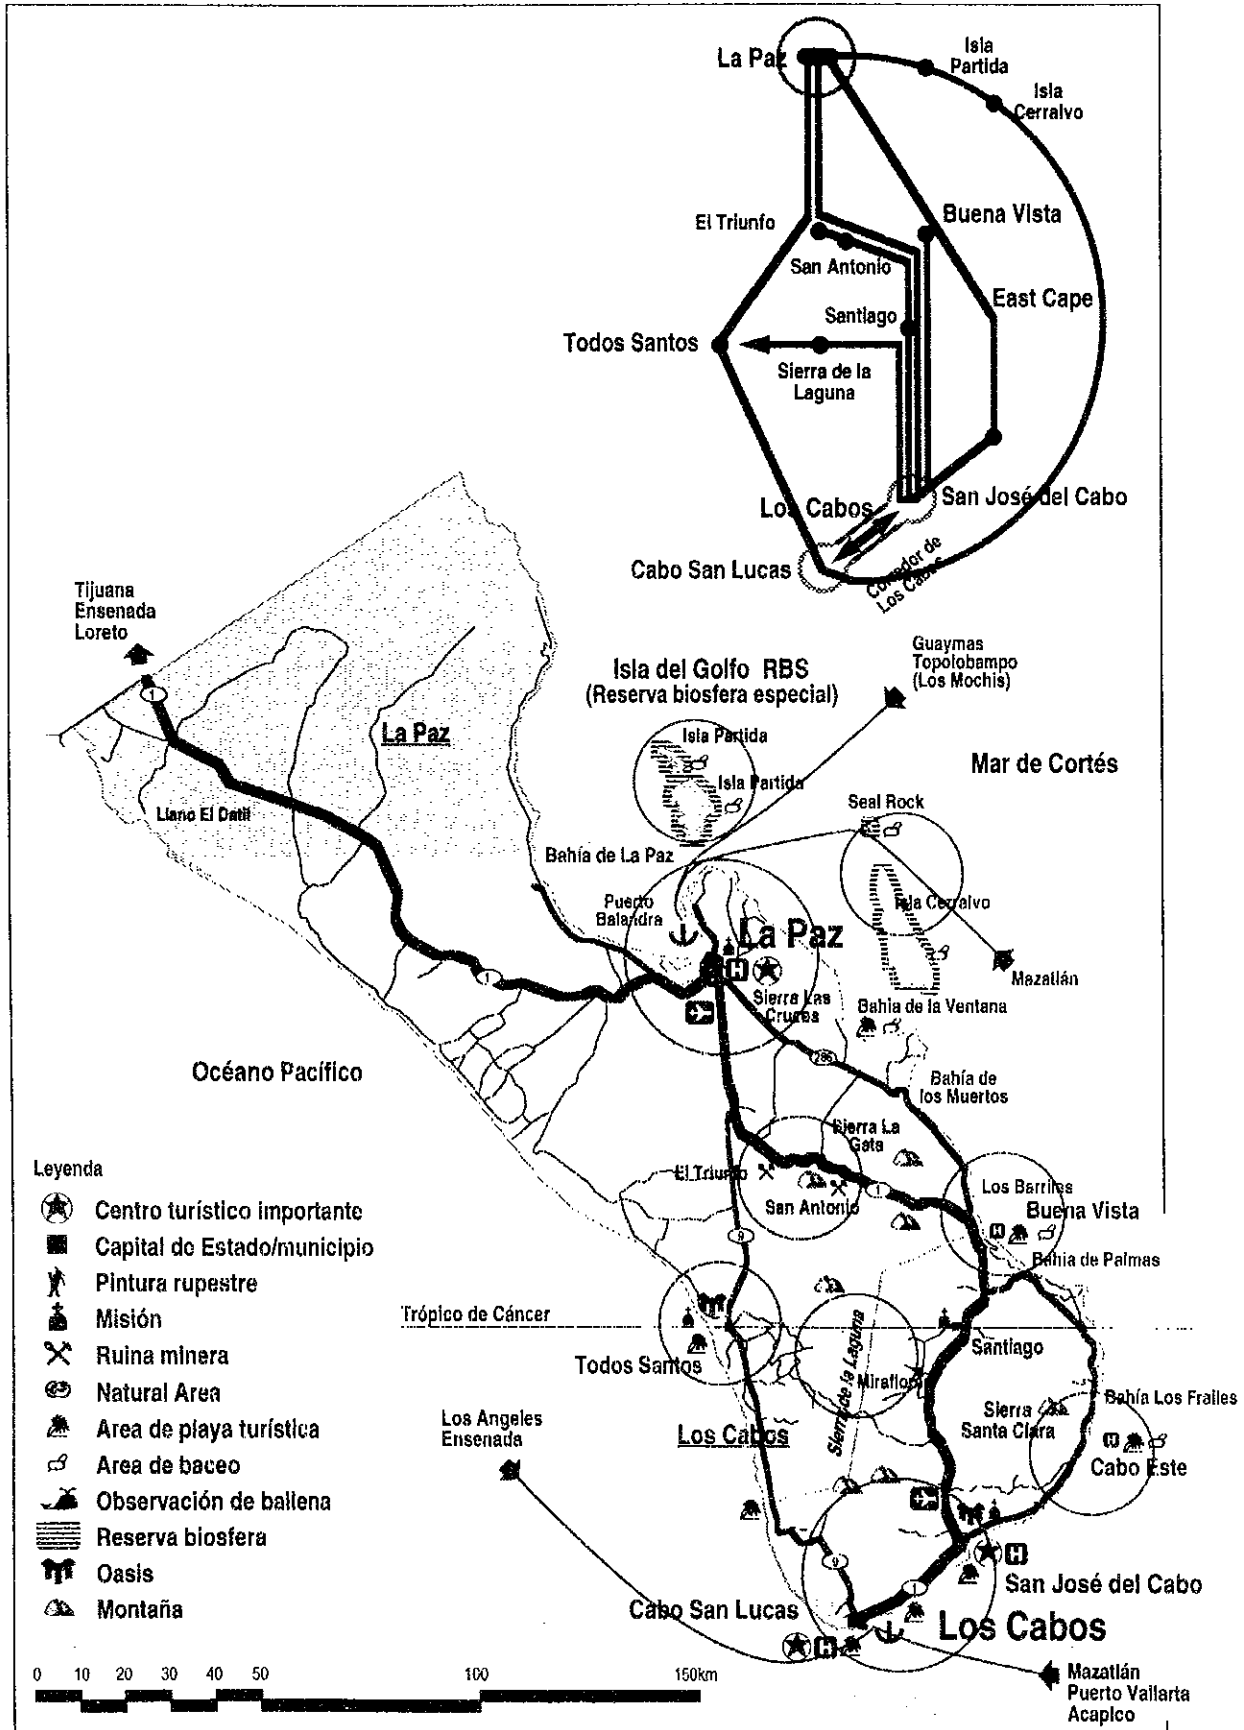 La Paz
Isla
Partida
Isla
Cerralvo
El Triunfo
Buena Vista
San Antonio
East Cape
Santiago
Todos Santos
Sierra de la
Laguna
Los Cabos
San José del Cabo
Cabo San Lucas
Corredor de
Los Cabos
Tijuana
Ensenada
Loreto
1
Guaymas
Topolobampo
(Los Mochis)
Isla del Golfo RBS
(Reserva biosfera especial)
La Paz
Isla Partida
Isla Partida
Mar de Cortés
Llano El Datil
Seal Rock
Bahía de La Paz
Puerto
Balandra
Isla Cerralvo
La Paz
H
1
Mazatlán
Sierra Las
Cruces
Bahía de la Ventana
Océano Pacífico
286
Bahía de
los Muertos
Sierra La
Gata
El Triunfo
San Antonio
1
Los Barriles
Buena Vista
H
9
Bahía de Palmas
Trópico de Cáncer
Santiago
Todos Santos
Sierra de la Laguna
Miraflores
Bahía Los Frailes
Sierra
Santa Clara
Los Angeles
Ensenada
Los Cabos
H
Cabo Este
9
H
1
San José del Cabo
Cabo San Lucas
Los Cabos
H
Mazatlán
Puerto Vallarta
Acaplco
Leyenda
Centro turístico importante
Capital de Estado/municipio
Pintura rupestre
Misión
Ruina minera
Natural Area
Area de playa turística
Area de baceo
Observación de ballena
Reserva biosfera
Oasis
Montaña
0 10 20 30 40 50 100 150km